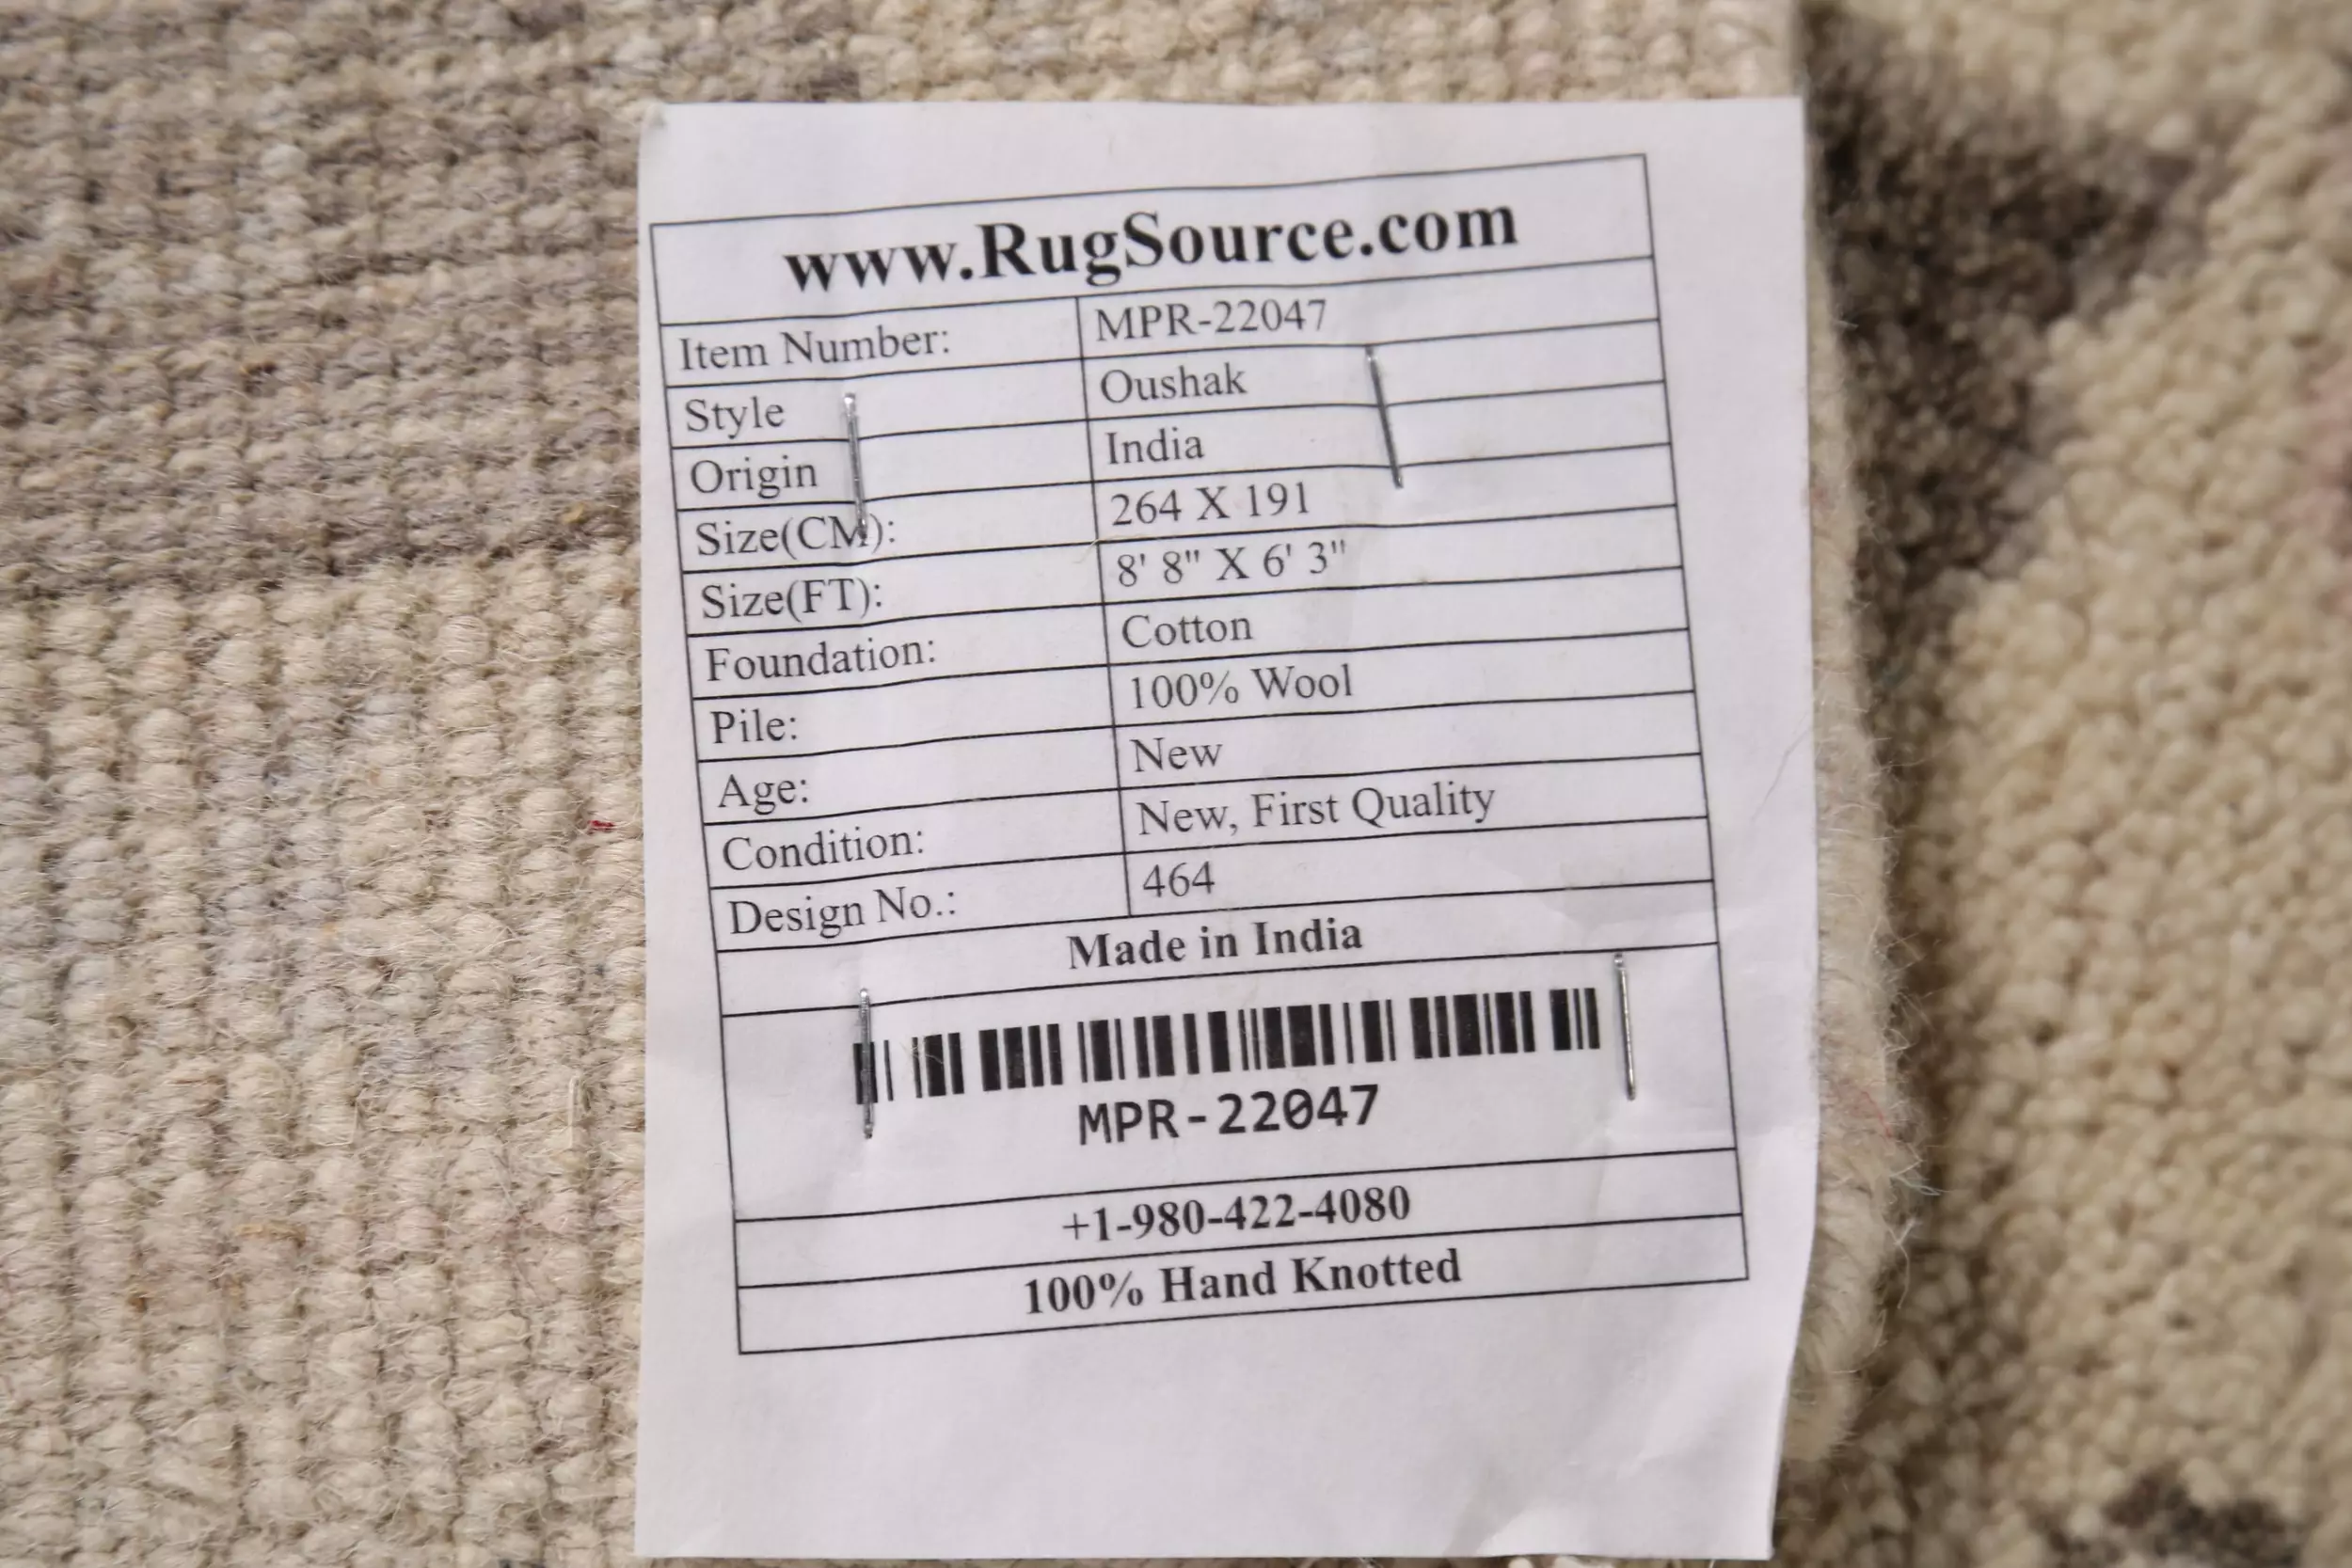 www.RugSource.com
Item Number: MPR-22047
Style Oushak
Origin India
Size(CM): 264 X 191
Size(FT): 8' 8" X 6' 3"
Foundation: Cotton
Pile: 100% Wool
Age: New
Condition: New, First Quality
Design No.: 464
Made in India
MPR-22047
+1-980-422-4080
100% Hand Knotted